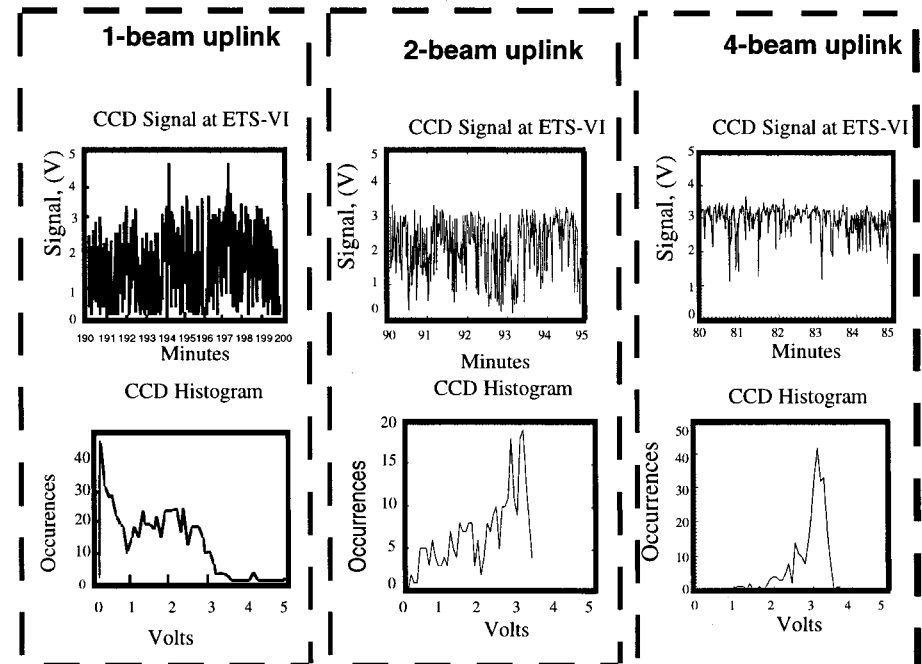 1-beam uplink
CCD Signal at ETS-VI
Signal, (V)
5
4
3
2
1
0
190 191 192 193 194 195 196 197 198 199 200
Minutes
CCD Histogram
Occurences
40
30
20
10
0
0 1 2 3 4 5
Volts
2-beam uplink
CCD Signal at ETS-VI
Signal, (V)
5
4
3
2
1
0
90 91 92 93 94 95
Minutes
CCD Histogram
Occurrences
20
15
10
5
0
0 1 2 3 4 5
Volts
4-beam uplink
CCD Signal at ETS-VI
Signal, (V)
5
4
3
2
1
0
80 81 82 83 84 85
Minutes
CCD Histogram
Occurrences
50
40
30
20
10
0
0 1 2 3 4 5
Volts